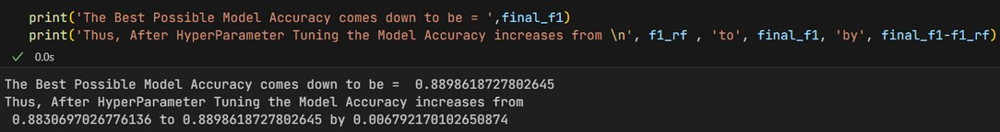 print('The Best Possible Model Accuracy comes down to be = ',final_f1)
print('Thus, After HyperParameter Tuning the Model Accuracy increases from \n', f1_rf , 'to', final_f1, 'by', final_f1-f1_rf)
✓ 0.0s
The Best Possible Model Accuracy comes down to be =  0.8898618727802645
Thus, After HyperParameter Tuning the Model Accuracy increases from
 0.8830697026776136 to 0.8898618727802645 by 0.006792170102650874